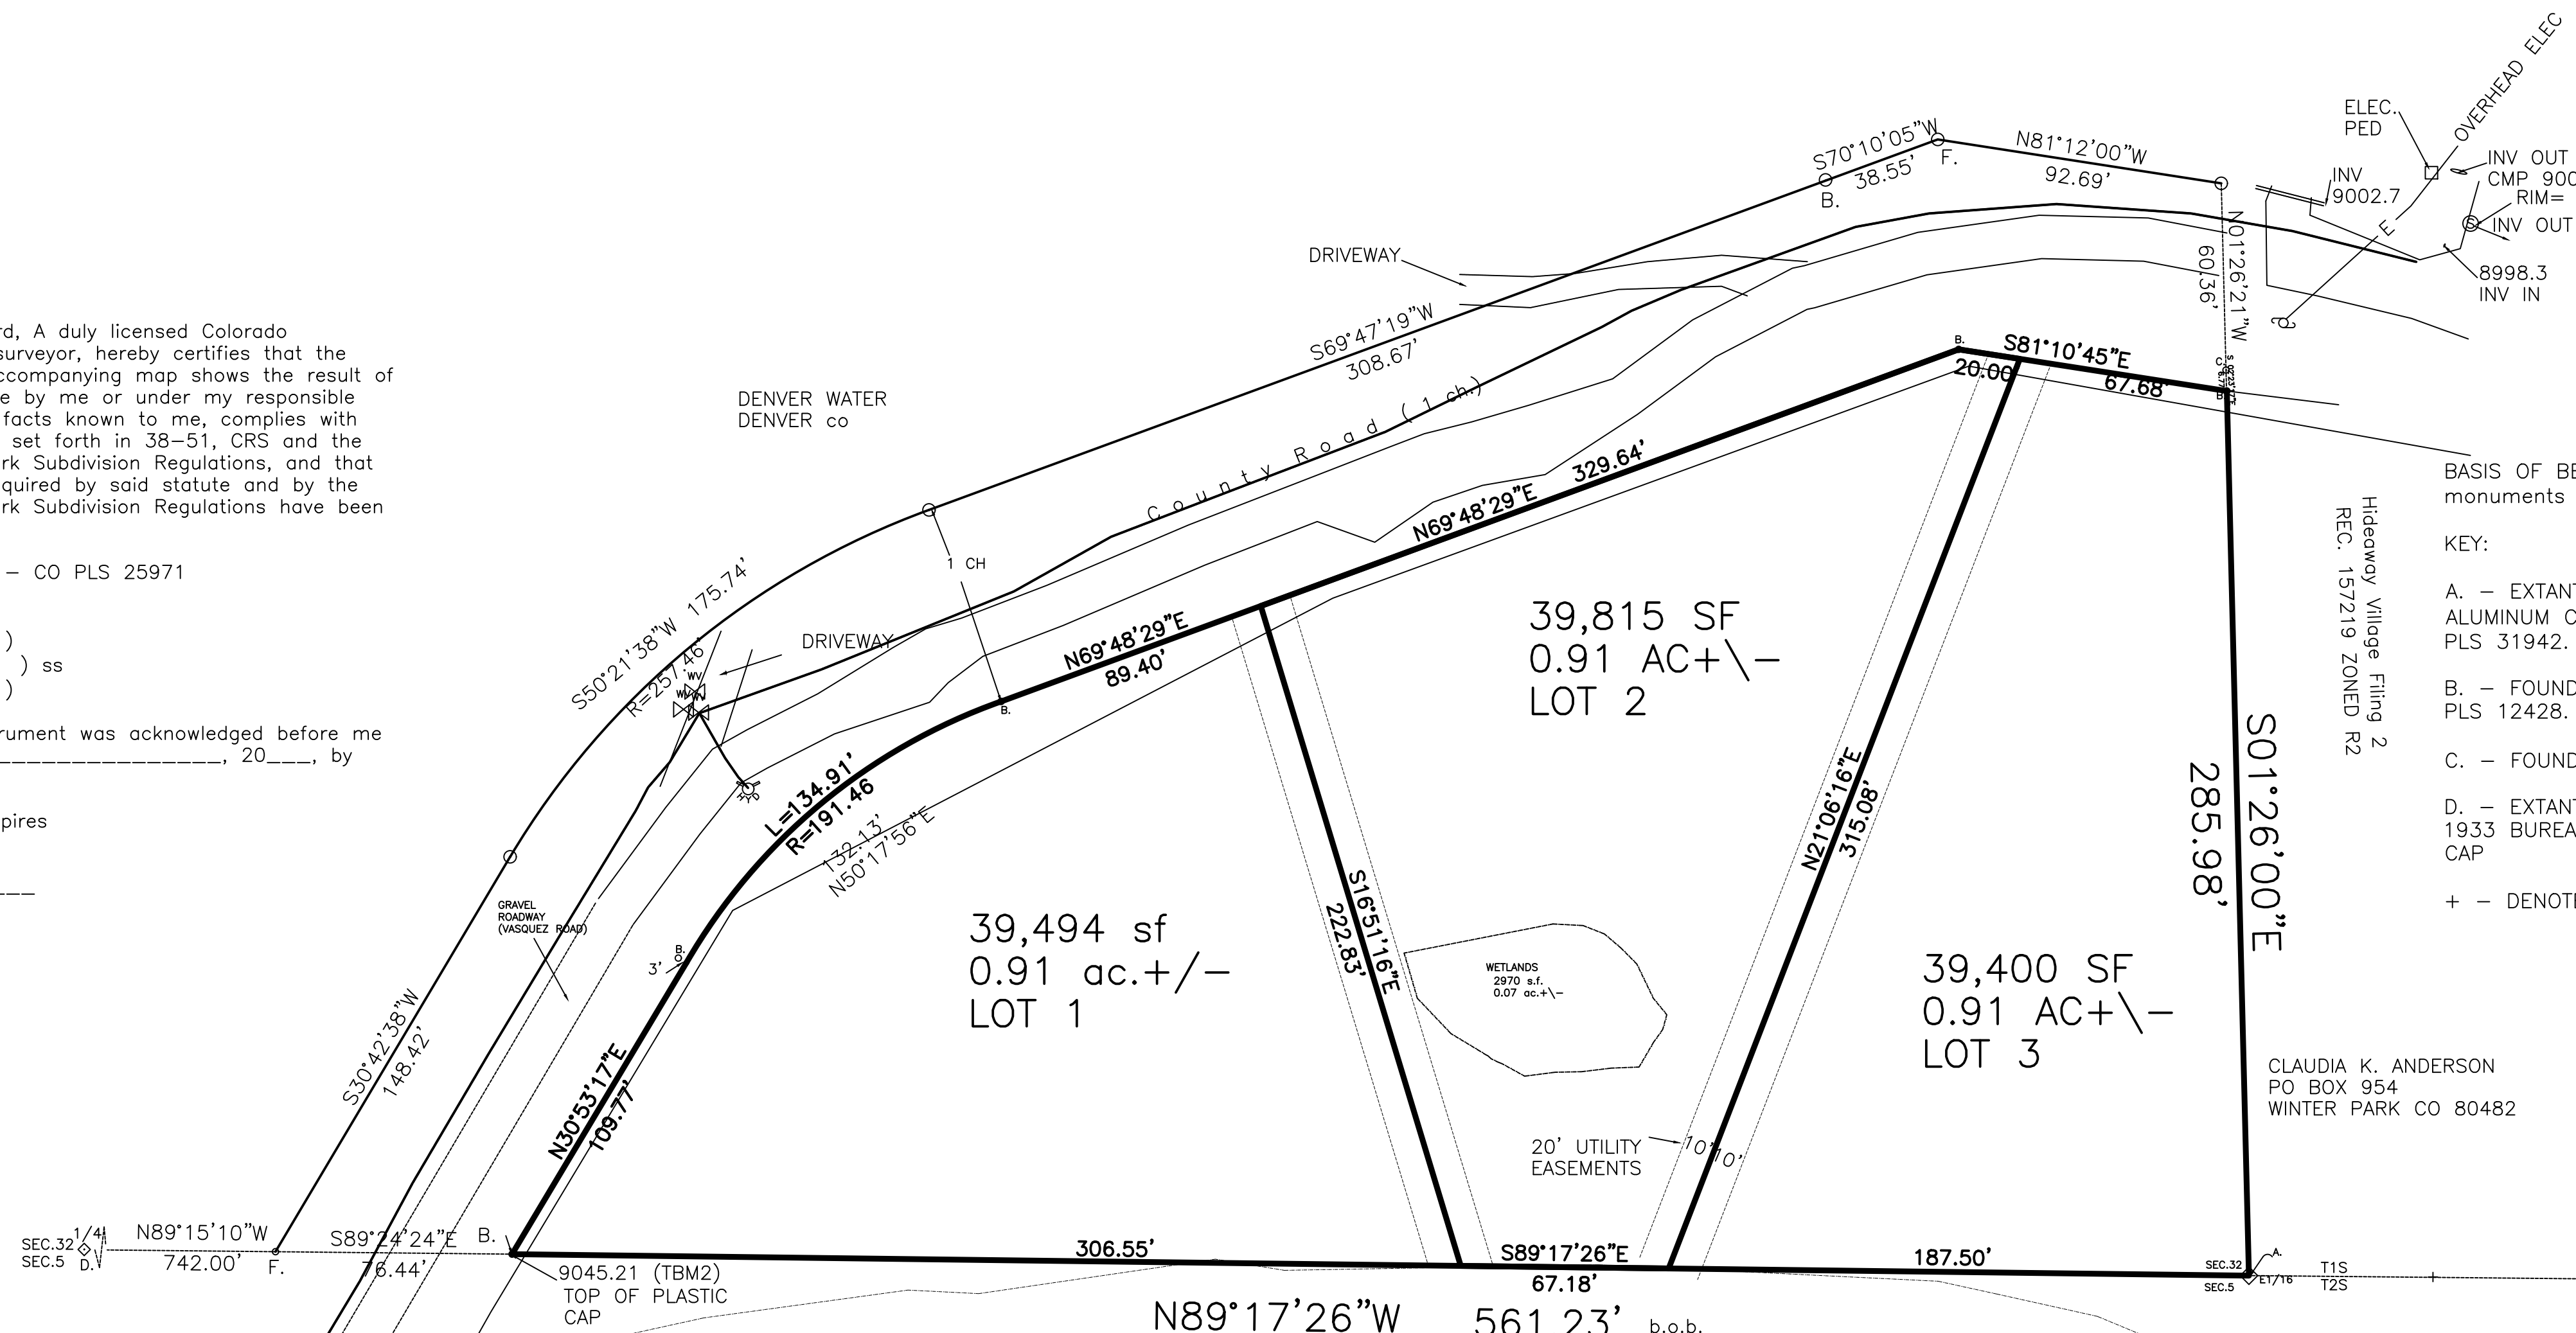 rd, A duly licensed Colorado
surveyor, hereby certifies that the
ccompanying map shows the result of
e by me or under my responsible
facts known to me, complies with
set forth in 38-51, CRS and the
rk Subdivision Regulations, and that
quired by said statute and by the
rk Subdivision Regulations have been
- CO PLS 25971
)
) ss
)
rument was acknowledged before me
________________, 20___, by
pires
DENVER WATER
DENVER co
DRIVEWAY
S70°10'05"W
38.55'
B.
F.
N81°12'00"W
92.69'
N01°26'21"W
60.36'
ELEC.
PED
OVERHEAD ELEC
E
INV
9002.7
INV OUT
CMP 900
RIM=
S
INV OUT
8998.3
INV IN
S69°47'19"W
308.67'
County Road ( 1 ch.)
1 CH
S50°21'38"W 175.74'
R=257.46'
DRIVEWAY
WV
B.
S81°10'45"E
20.00
67.68'
N69°48'29"E
329.64'
N69°48'29"E
89.40'
B.
L=134.91'
R=191.46
132.13'
N50°17'56"E
39,815 SF
0.91 AC+\-
LOT 2
39,494 sf
0.91 ac.+/-
LOT 1
39,400 SF
0.91 AC+\-
LOT 3
S16°51'16"E
222.83'
N21°06'16"E
315.08'
S01°26'00"E
285.98'
Hideaway Village Filing 2
REC. 157219 ZONED R2
WETLANDS
2970 s.f.
0.07 ac.+\-
GRAVEL
ROADWAY
(VASQUEZ ROAD)
B.
3'
S30°42'38"W
148.42'
N30°53'17"E
109.77'
20' UTILITY
EASEMENTS
10'
10'
CLAUDIA K. ANDERSON
PO BOX 954
WINTER PARK CO 80482
BASIS OF BE
monuments
KEY:
A. - EXTANT
ALUMINUM C
PLS 31942.
B. - FOUND
PLS 12428.
C. - FOUND
D. - EXTANT
1933 BUREA
CAP
+ - DENOTE
SEC.32
SEC.5
1/4
D.
N89°15'10"W
742.00'
F.
S89°24'24"E
76.44'
B.
9045.21 (TBM2)
TOP OF PLASTIC
CAP
306.55'
S89°17'26"E
67.18'
187.50'
SEC.32
SEC.5
A.
E1/16
T1S
T2S
N89°17'26"W 561.23' b.o.b.